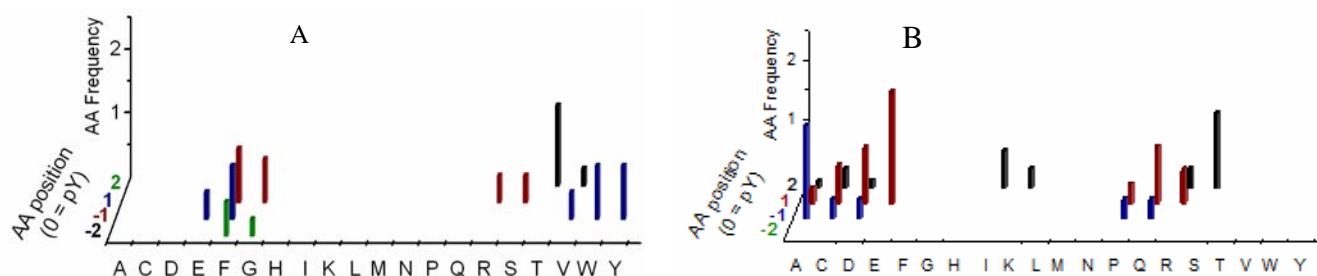 A
AA Frequency
2
1
AA position
(0 = pY)
2
1
-1
-2
A C D E F G H I K L M N P Q R S T V W Y
B
AA Frequency
2
1
AA position
(0 = pY)
2
1
-1
-2
A C D E F G H I K L M N P Q R S T V W Y